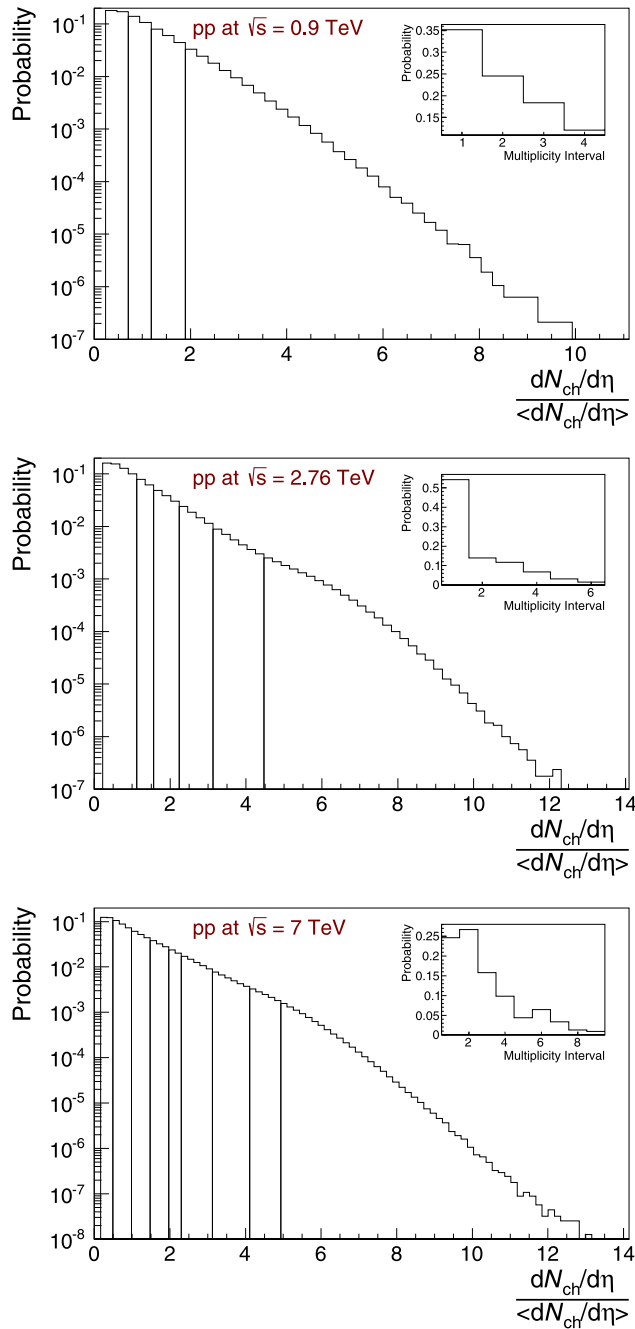 pp at √s = 0.9 TeV
Probability
10⁻¹
10⁻²
10⁻³
10⁻⁴
10⁻⁵
10⁻⁶
10⁻⁷
0 2 4 6 8 10
dN_ch/dη
<dN_ch/dη>
Probability
0.35
0.3
0.25
0.2
0.15
1 2 3 4
Multiplicity Interval
pp at √s = 2.76 TeV
Probability
10⁻¹
10⁻²
10⁻³
10⁻⁴
10⁻⁵
10⁻⁶
10⁻⁷
0 2 4 6 8 10 12 14
dN_ch/dη
<dN_ch/dη>
Probability
0.5
0.4
0.3
0.2
0.1
0
2 4 6
Multiplicity Interval
pp at √s = 7 TeV
Probability
10⁻¹
10⁻²
10⁻³
10⁻⁴
10⁻⁵
10⁻⁶
10⁻⁷
10⁻⁸
0 2 4 6 8 10 12 14
dN_ch/dη
<dN_ch/dη>
Probability
0.25
0.2
0.15
0.1
0.05
0
2 4 6 8
Multiplicity Interval